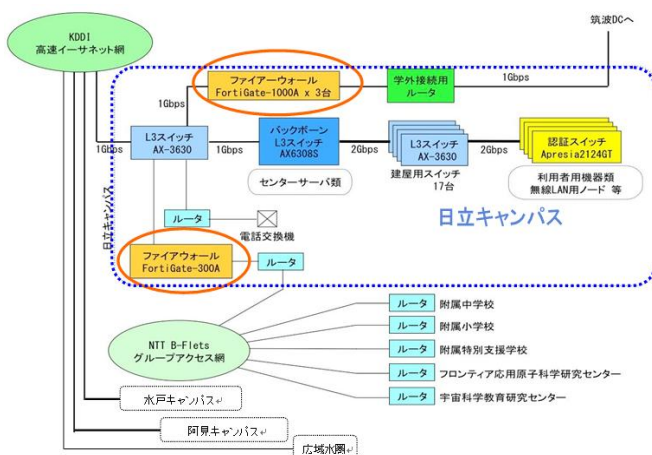 KDDI
高速イーサネット網
筑波DCへ
ファイアーウォール
FortiGate-1000A x 3台
学外接続用
ルータ
1Gbps
1Gbps
1Gbps
L3スイッチ
AX-3630
1Gbps
バックボーン
L3スイッチ
AX6308S
2Gbps
L3スイッチ
AX-3630
2Gbps
認証スイッチ
Apresia2124GT
センターサーバ類
建屋用スイッチ
17台
利用者用機器類
無線LAN用ノード 等
日立キャンパス
日立キャンパス
ルータ
電話交換機
ファイアウォール
FortiGate-300A
ルータ
NTT B-Flets
グループアクセス網
ルータ 附属中学校
ルータ 附属小学校
ルータ 附属特別支援学校
ルータ フロンティア応用原子科学研究センター
ルータ 宇宙科学教育研究センター
水戸キャンパス↵
阿見キャンパス↵
広域水圏↵